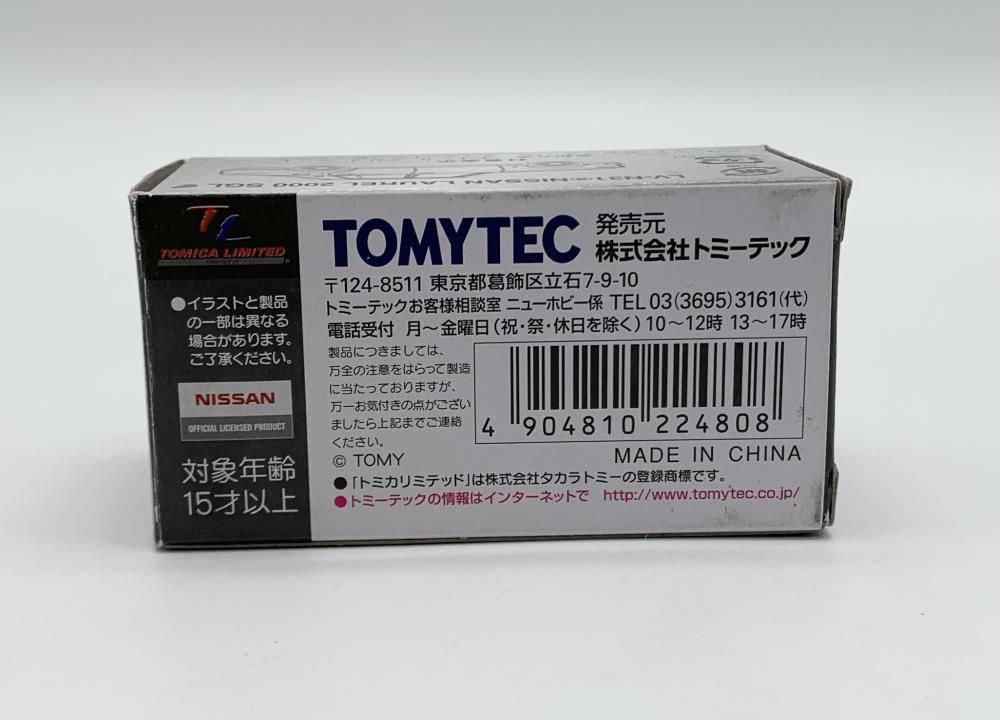 LV-N31 NISSAN LAUREL 2000 SGL
TL
TOMICA LIMITED
●イラストと製品
の一部は異なる
場合があります。
ご了承ください。
NISSAN
OFFICIAL LICENSED PRODUCT
対象年齢
15才以上
TOMYTEC
発売元
株式会社トミーテック
〒124-8511 東京都葛飾区立石7-9-10
トミーテックお客様相談室 ニューホビー係 TEL 03(3695)3161(代)
電話受付 月〜金曜日(祝・祭・休日を除く)10〜12時 13〜17時
製品につきましては、
万全の注意をはらって製造
に当たっておりますが、
万一お気付きの点がござい
ましたら上記までご連絡
ください。
4 904810 224808
© TOMY
MADE IN CHINA
●「トミカリミテッド」は株式会社タカラトミーの登録商標です。
●トミーテックの情報はインターネットで http://www.tomytec.co.jp/